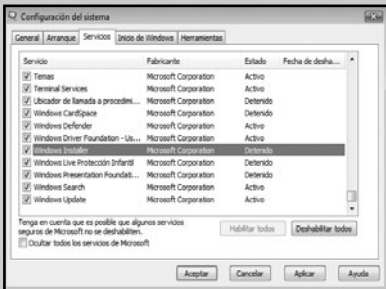 Configuración del sistema
General Arranque Servicios Inicio de Windows Herramientas
Servicio Fabricante Estado Fecha de desha...
Temas Microsoft Corporation Activo
Terminal Services Microsoft Corporation Activo
Ubicador de llamada a procedimi... Microsoft Corporation Detenido
Windows CardSpace Microsoft Corporation Detenido
Windows Defender Microsoft Corporation Activo
Windows Driver Foundation - Us... Microsoft Corporation Activo
Windows Installer Microsoft Corporation Detenido
Windows Live Protección Infantil Microsoft Corporation Detenido
Windows Presentation Foundati... Microsoft Corporation Detenido
Windows Search Microsoft Corporation Activo
Windows Update Microsoft Corporation Activo
Tenga en cuenta que es posible que algunos servicios
seguros de Microsoft no se deshabiliten.
Habilitar todos Deshabilitar todos
Ocultar todos los servicios de Microsoft
Aceptar Cancelar Aplicar Ayuda